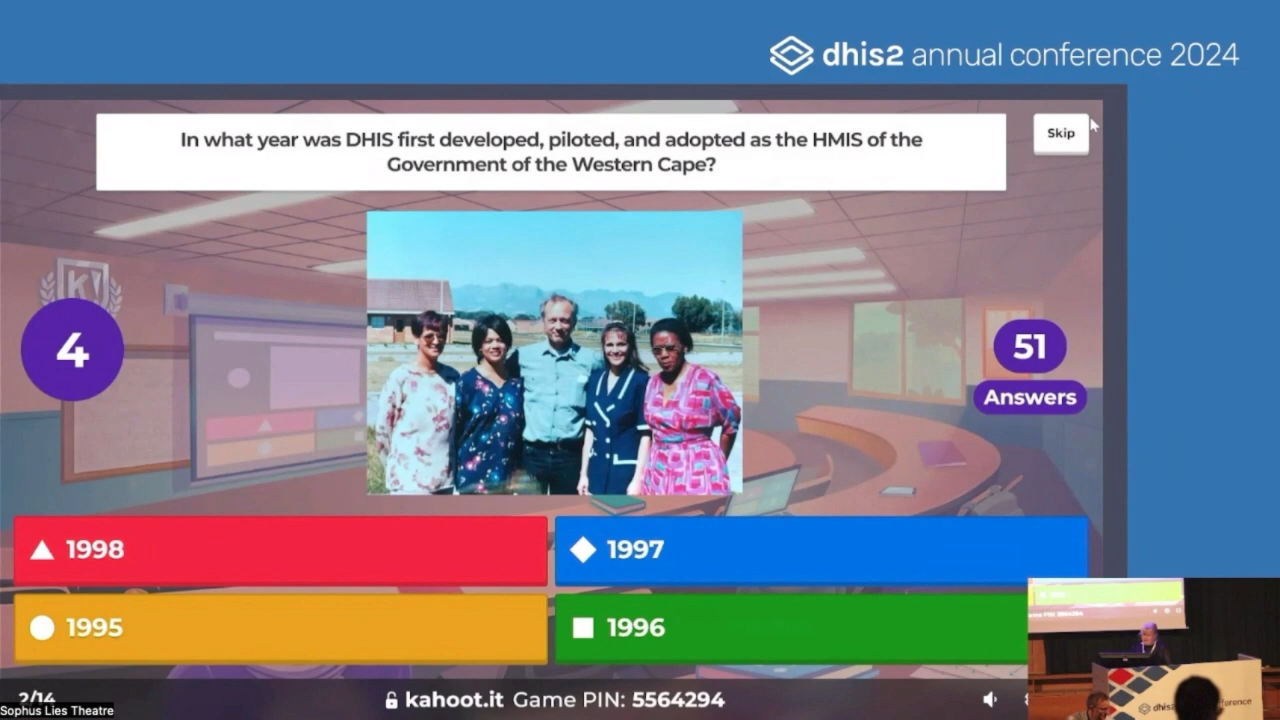 dhis2 annual conference 2024
In what year was DHIS first developed, piloted, and adopted as the HMIS of the
Government of the Western Cape?
Skip
K!
4
51
Answers
1998
1997
1995
1996
2/14
kahoot.it Game PIN: 5564294
Sophus Lies Theatre